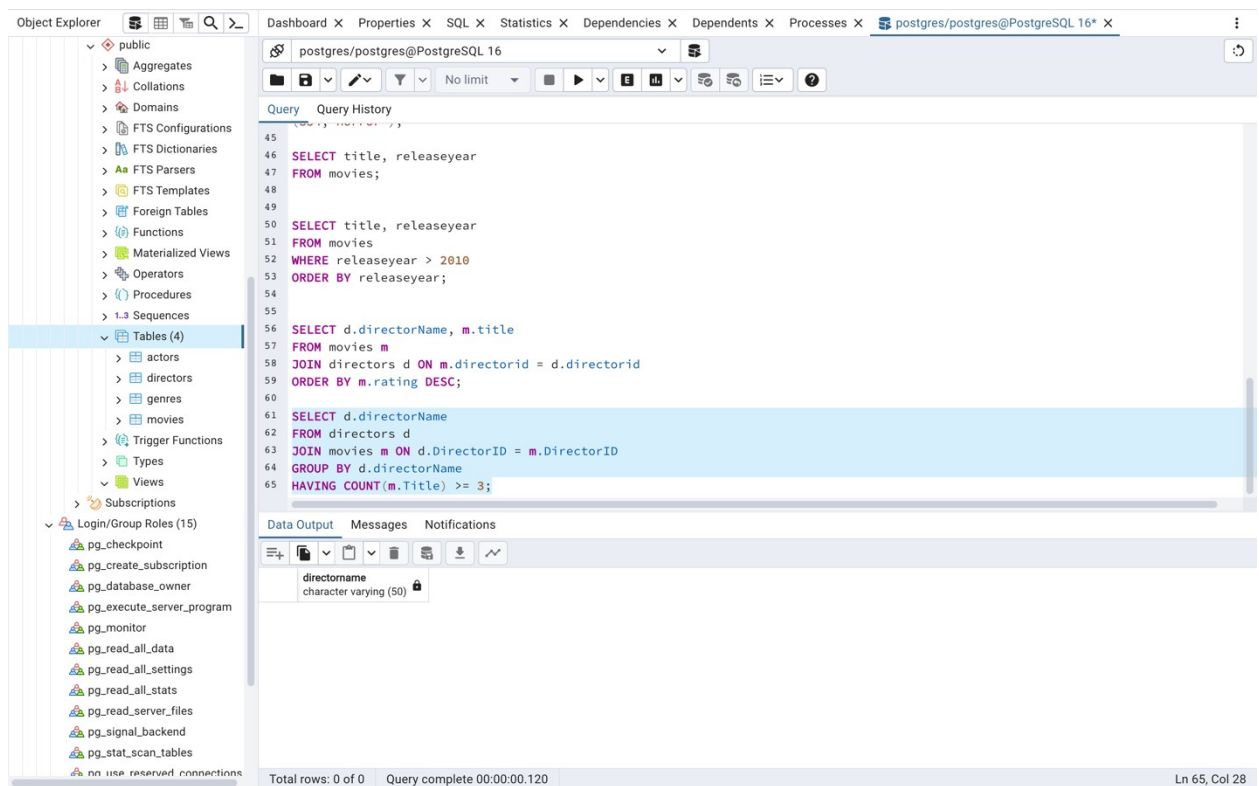 Object Explorer
Dashboard X Properties X SQL X Statistics X Dependencies X Dependents X Processes X postgres/postgres@PostgreSQL 16* X
public
Aggregates
Collations
Domains
FTS Configurations
FTS Dictionaries
Aa FTS Parsers
FTS Templates
Foreign Tables
Functions
Materialized Views
Operators
Procedures
1..3 Sequences
Tables (4)
actors
directors
genres
movies
Trigger Functions
Types
Views
Subscriptions
Login/Group Roles (15)
pg_checkpoint
pg_create_subscription
pg_database_owner
pg_execute_server_program
pg_monitor
pg_read_all_data
pg_read_all_settings
pg_read_all_stats
pg_read_server_files
pg_signal_backend
pg_stat_scan_tables
pg_use_reserved_connections
postgres/postgres@PostgreSQL 16
No limit
E
Query Query History
45
46 SELECT title, releaseyear
47 FROM movies;
48
49
50 SELECT title, releaseyear
51 FROM movies
52 WHERE releaseyear > 2010
53 ORDER BY releaseyear;
54
55
56 SELECT d.directorName, m.title
57 FROM movies m
58 JOIN directors d ON m.directorid = d.directorid
59 ORDER BY m.rating DESC;
60
61 SELECT d.directorName
62 FROM directors d
63 JOIN movies m ON d.DirectorID = m.DirectorID
64 GROUP BY d.directorName
65 HAVING COUNT(m.Title) >= 3;
Data Output Messages Notifications
directorname
character varying (50)
Total rows: 0 of 0 Query complete 00:00:00.120
Ln 65, Col 28